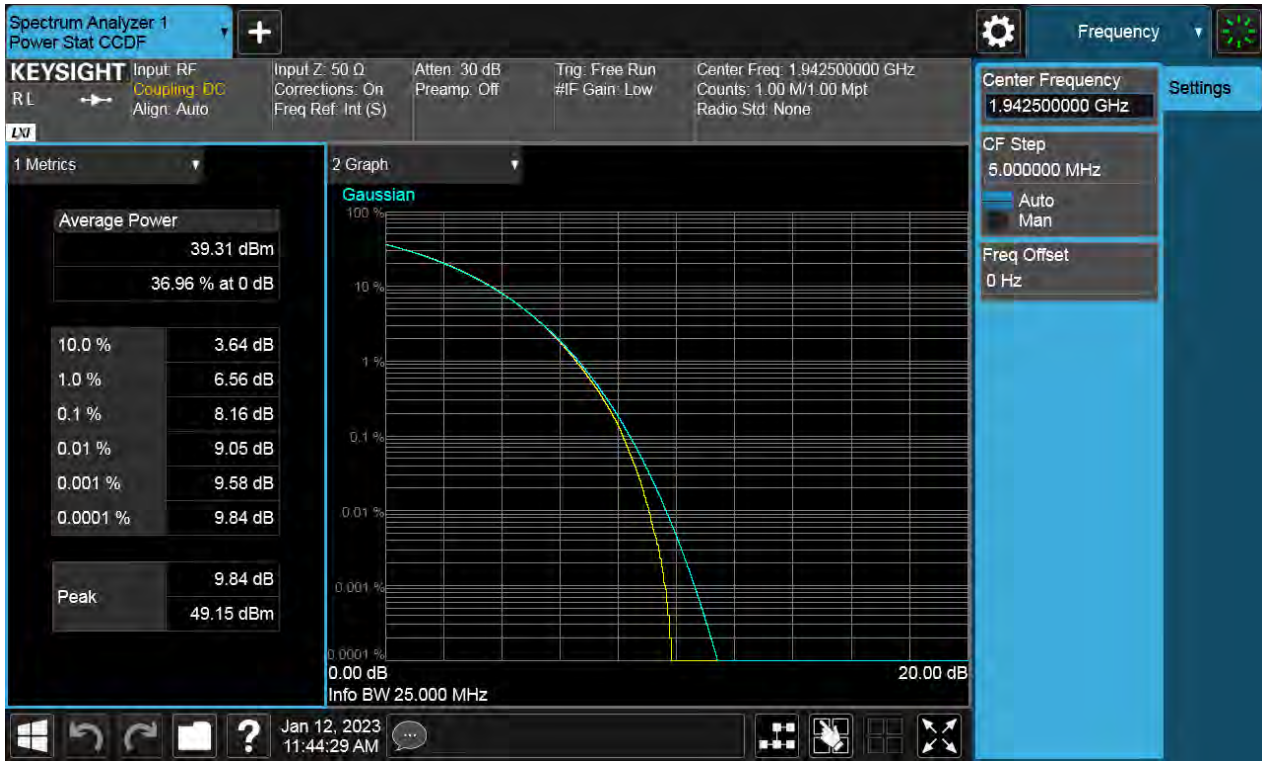 Spectrum Analyzer 1
Power Stat CCDF
+
Frequency
KEYSIGHT
RL
LXI
Input: RF
Coupling: DC
Align: Auto
Input Z: 50 Ω
Corrections: On
Freq Ref: Int (S)
Atten: 30 dB
Preamp: Off
Trig: Free Run
#IF Gain: Low
Center Freq: 1.942500000 GHz
Counts: 1.00 M/1.00 Mpt
Radio Std: None
Center Frequency
1.942500000 GHz
Settings
CF Step
5.000000 MHz
Auto
Man
Freq Offset
0 Hz
1 Metrics
Average Power
39.31 dBm
36.96 % at 0 dB
10.0 % 3.64 dB
1.0 % 6.56 dB
0.1 % 8.16 dB
0.01 % 9.05 dB
0.001 % 9.58 dB
0.0001 % 9.84 dB
Peak
9.84 dB
49.15 dBm
2 Graph
Gaussian
100 %
10 %
1 %
0.1 %
0.01 %
0.001 %
0.0001 %
0.00 dB 20.00 dB
Info BW 25.000 MHz
?
Jan 12, 2023
11:44:29 AM